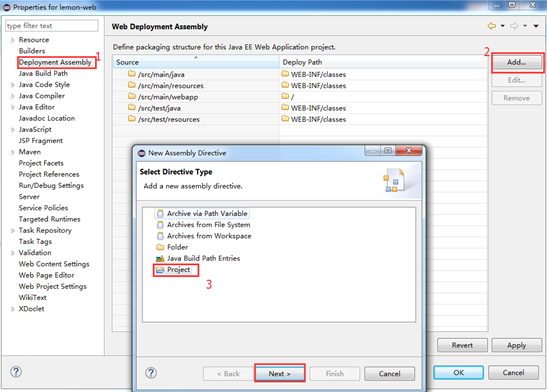 Properties for lemon-web
type filter text
Resource
Builders
Deployment Assembly
1
Java Build Path
Java Code Style
Java Compiler
Java Editor
Javadoc Location
JavaScript
JSP Fragment
Maven
Project Facets
Project References
Run/Debug Settings
Server
Service Policies
Targeted Runtimes
Task Repository
Task Tags
Validation
Web Content Settings
Web Page Editor
Web Project Settings
WikiText
XDoclet
Web Deployment Assembly
Define packaging structure for this Java EE Web Application project.
2
Source Deploy Path
/src/main/java WEB-INF/classes
/src/main/resources WEB-INF/classes
/src/main/webapp /
/src/test/java WEB-INF/classes
/src/test/resources WEB-INF/classes
Add...
Edit...
Remove
New Assembly Directive
Select Directive Type
Add a new assembly directive.
Archive via Path Variable
Archives from File System
Archives from Workspace
Folder
Java Build Path Entries
Project
3
? < Back Next > Finish Cancel
Revert Apply
? OK Cancel